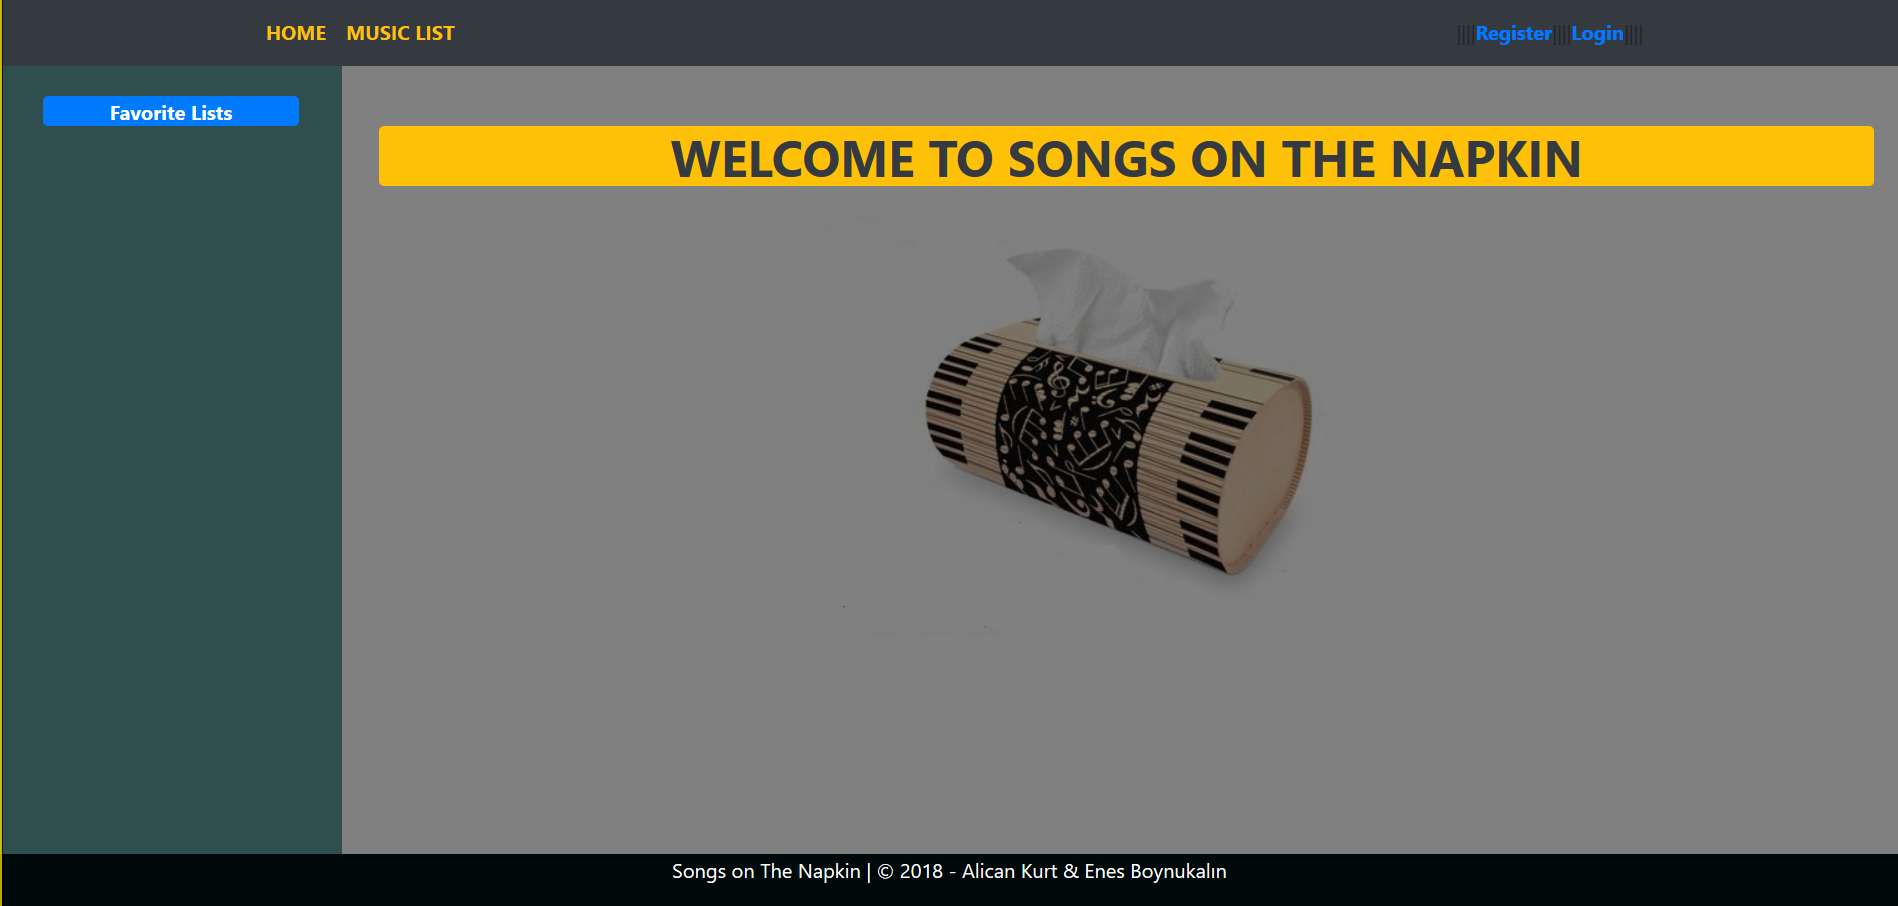 HOME MUSIC LIST ||||Register||||Login||||
Favorite Lists
WELCOME TO SONGS ON THE NAPKIN
Songs on The Napkin | © 2018 - Alican Kurt & Enes Boynukalın